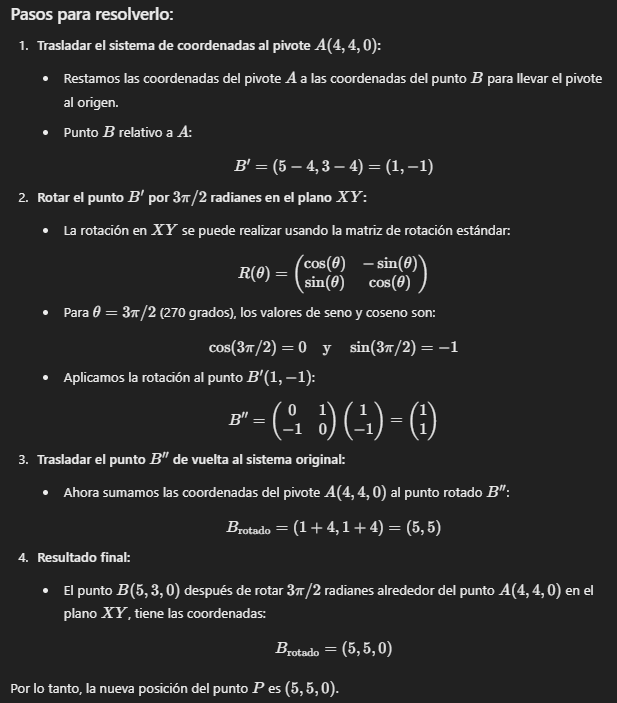 Pasos para resolverlo:
1. Trasladar el sistema de coordenadas al pivote A(4, 4, 0):
• Restamos las coordenadas del pivote A a las coordenadas del punto B para llevar el pivote
al origen.
• Punto B relativo a A:
B′ = (5 − 4, 3 − 4) = (1, −1)
2. Rotar el punto B′ por 3π/2 radianes en el plano XY:
• La rotación en XY se puede realizar usando la matriz de rotación estándar:
R(θ) = (cos(θ) −sin(θ)
sin(θ) cos(θ))
• Para θ = 3π/2 (270 grados), los valores de seno y coseno son:
cos(3π/2) = 0 y sin(3π/2) = −1
• Aplicamos la rotación al punto B′(1, −1):
B″ = (0 1
−1 0) (1
−1) = (1
1)
3. Trasladar el punto B″ de vuelta al sistema original:
• Ahora sumamos las coordenadas del pivote A(4, 4, 0) al punto rotado B″:
B_rotado = (1 + 4, 1 + 4) = (5, 5)
4. Resultado final:
• El punto B(5, 3, 0) después de rotar 3π/2 radianes alrededor del punto A(4, 4, 0) en el
plano XY, tiene las coordenadas:
B_rotado = (5, 5, 0)
Por lo tanto, la nueva posición del punto P es (5, 5, 0).